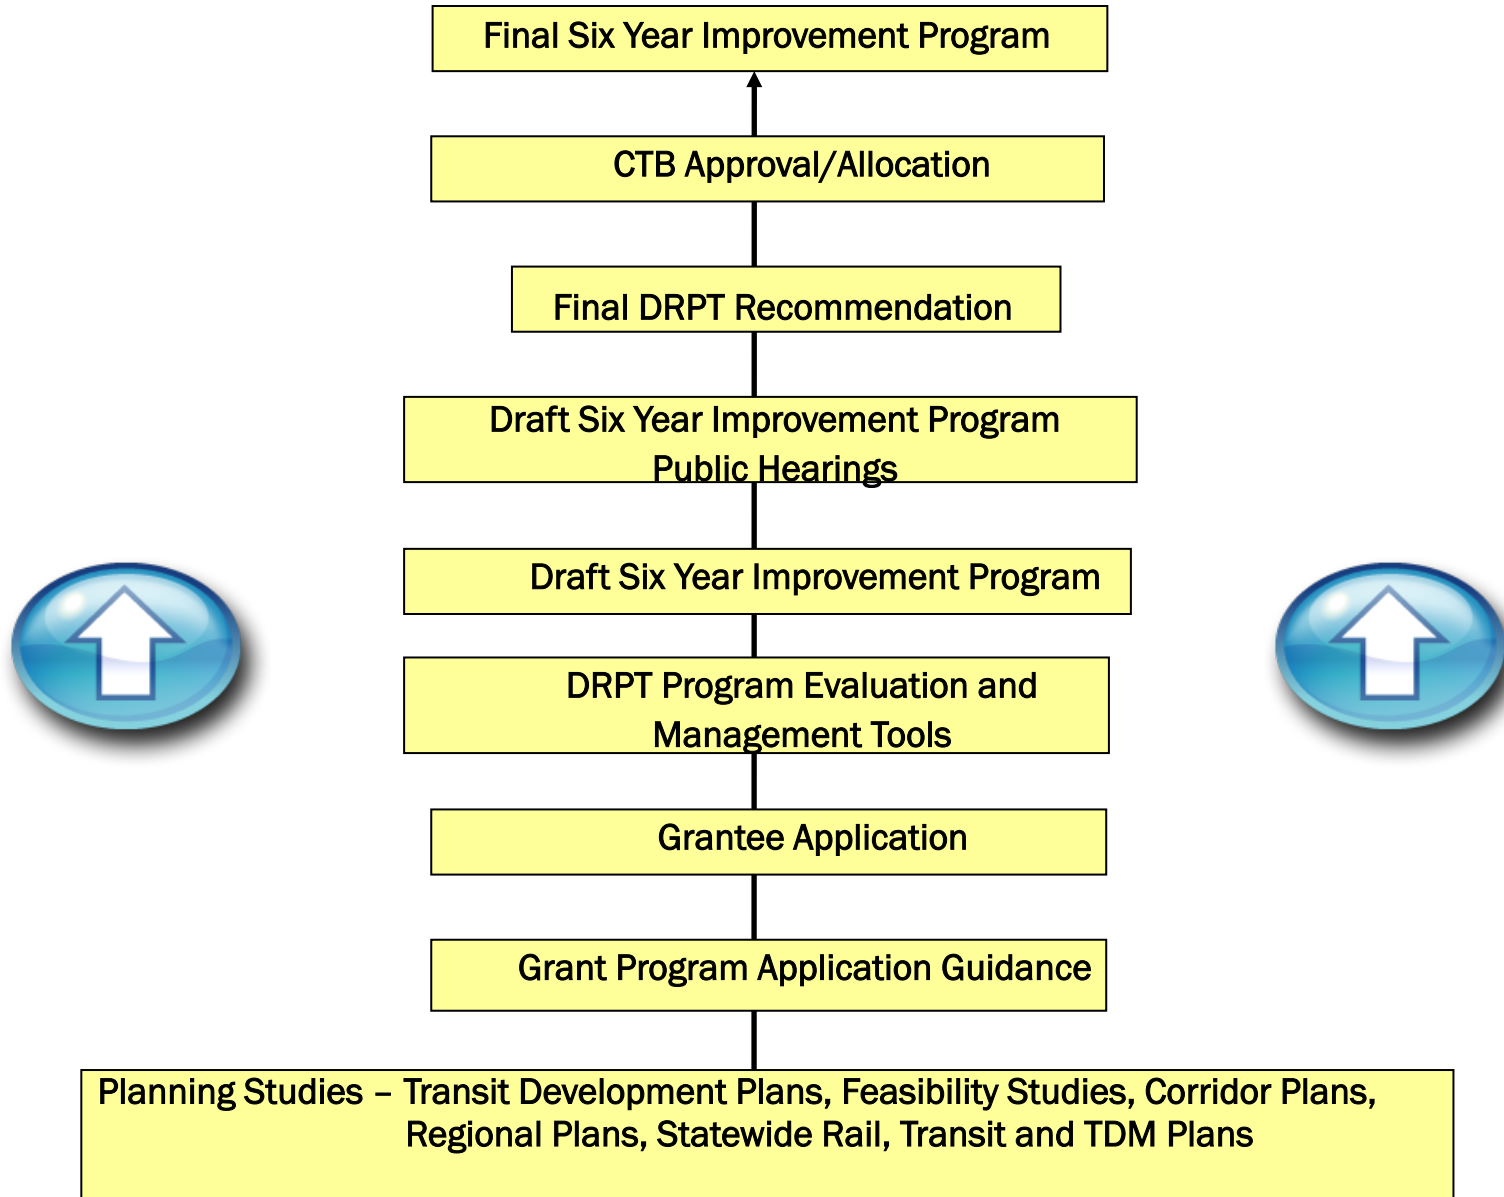 Final Six Year Improvement Program
CTB Approval/Allocation
Final DRPT Recommendation
Draft Six Year Improvement Program
Public Hearings
Draft Six Year Improvement Program
DRPT Program Evaluation and
Management Tools
Grantee Application
Grant Program Application Guidance
Planning Studies – Transit Development Plans, Feasibility Studies, Corridor Plans,
Regional Plans, Statewide Rail, Transit and TDM Plans